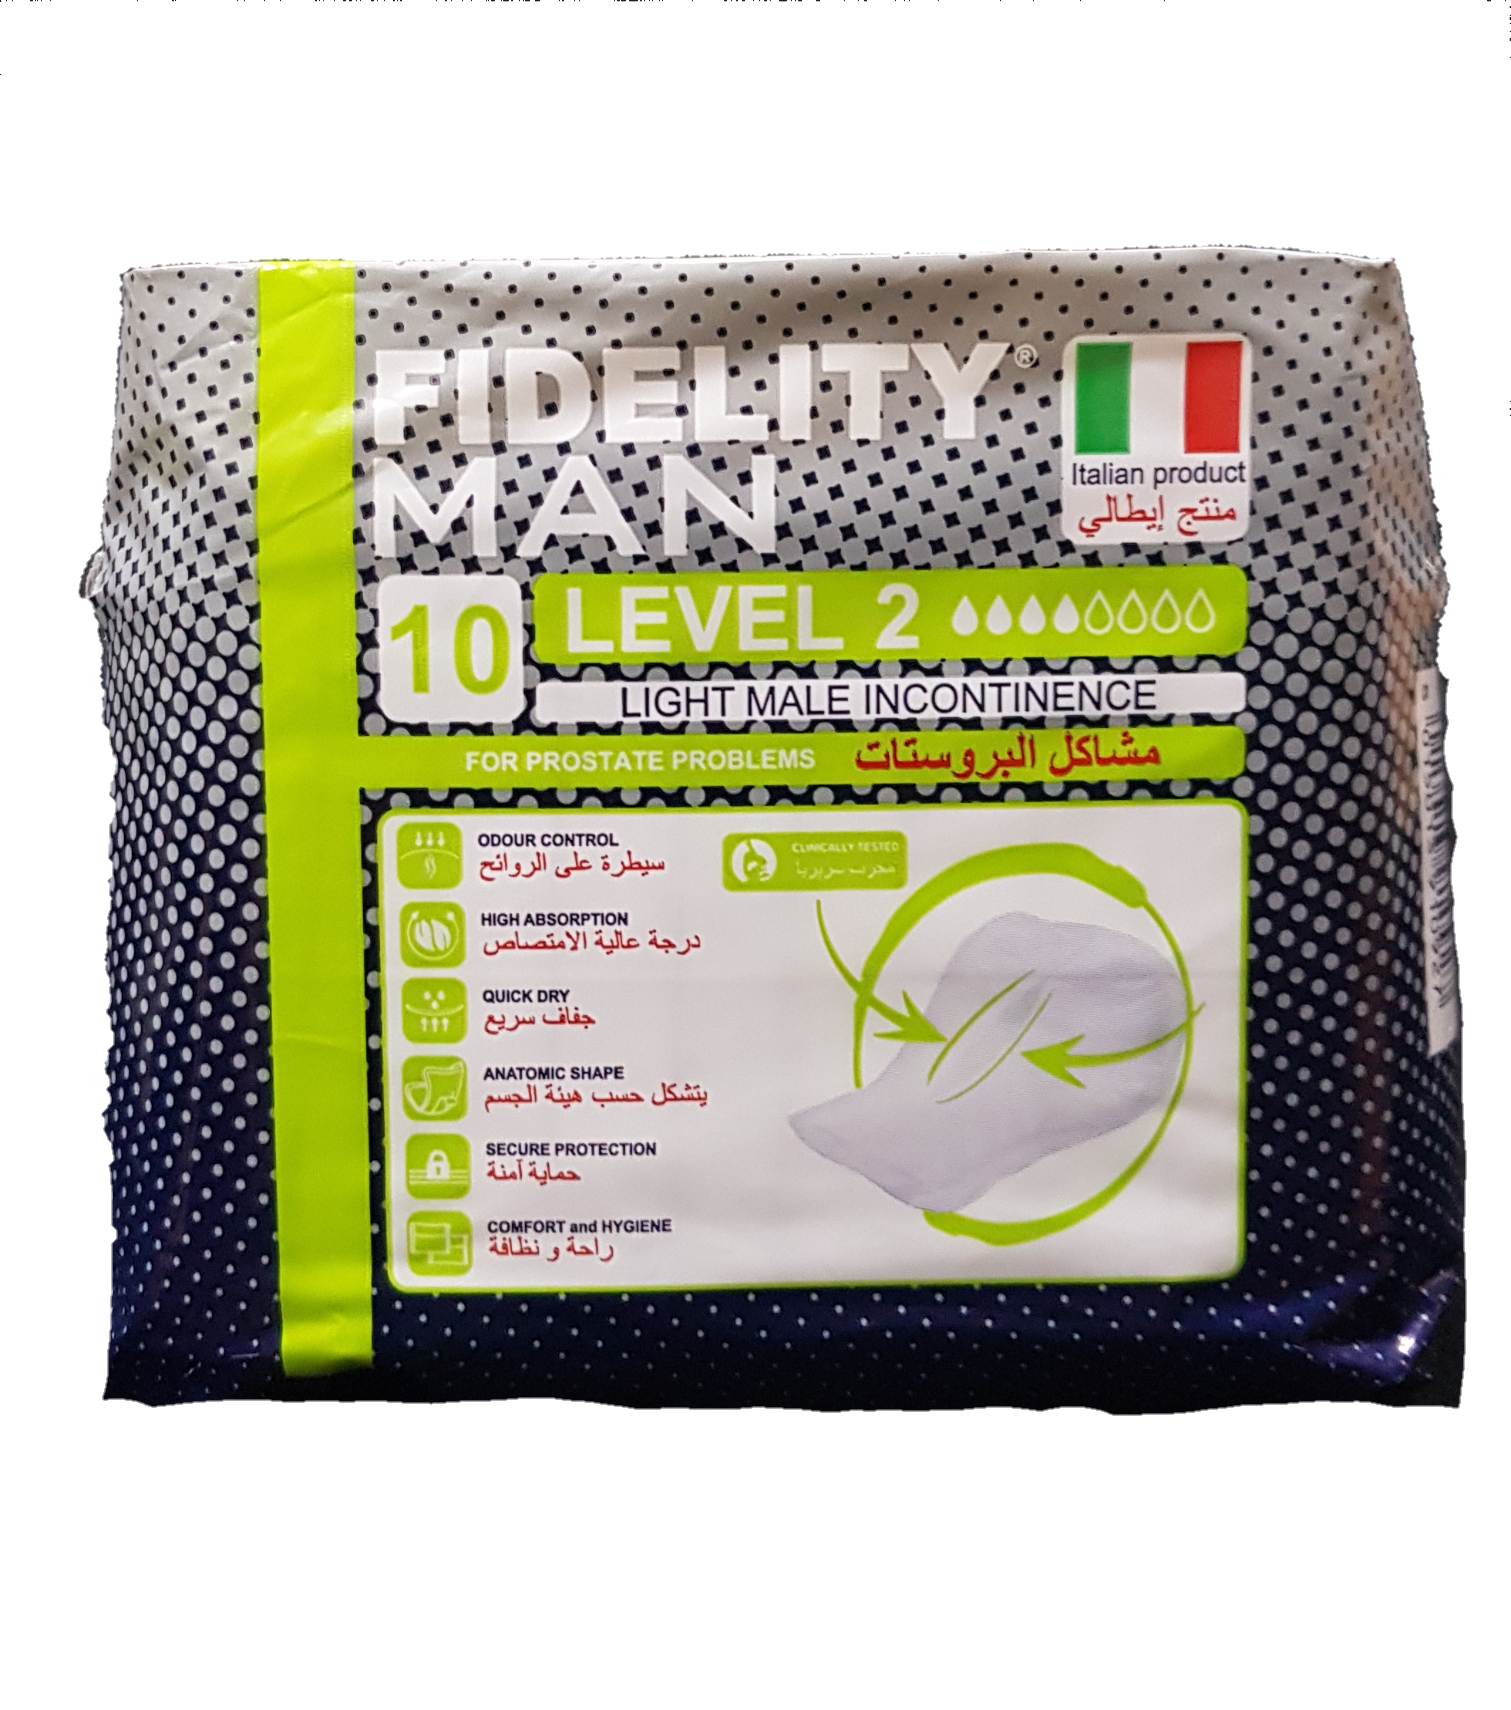 FIDELITY®
MAN
Italian product
منتج إيطالي
10
LEVEL 2
LIGHT MALE INCONTINENCE
FOR PROSTATE PROBLEMS مشاكل البروستات
ODOUR CONTROL
سيطرة على الروائح
CLINICALLY TESTED
مجرب سريريا
HIGH ABSORPTION
درجة عالية الامتصاص
QUICK DRY
جفاف سريع
ANATOMIC SHAPE
يتشكل حسب هيئة الجسم
SECURE PROTECTION
حماية آمنة
COMFORT and HYGIENE
راحة و نظافة